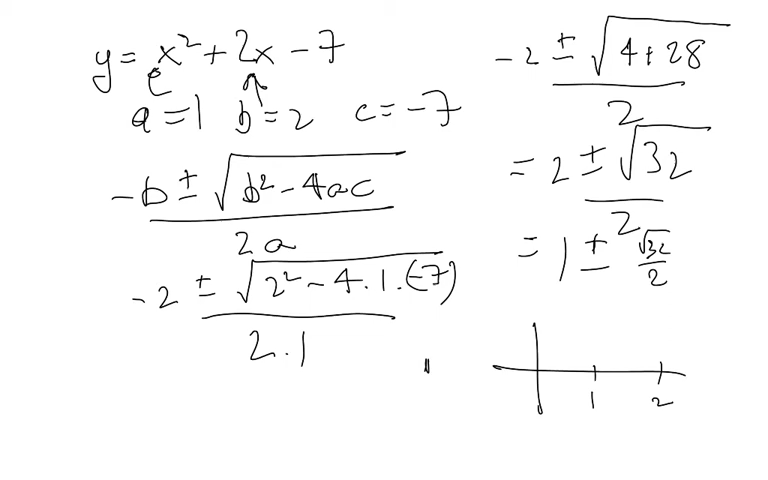 y = x² + 2x - 7
a = 1 b = 2 c = -7
-b ± √(b² - 4ac)
2a
-2 ± √(2² - 4.1.(-7)
2.1
-2 ± √(4+28)
2
= 2 ± √32
2
= 1 ± √32/2
1 2